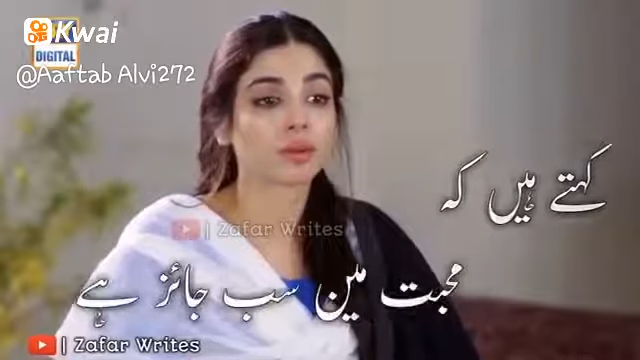 Kwai
DIGITAL
@Aaftab Alvi272
کہتے ہیں کہ
| Zafar Writes
محبت میں سب جائز ہے
| Zafar Writes